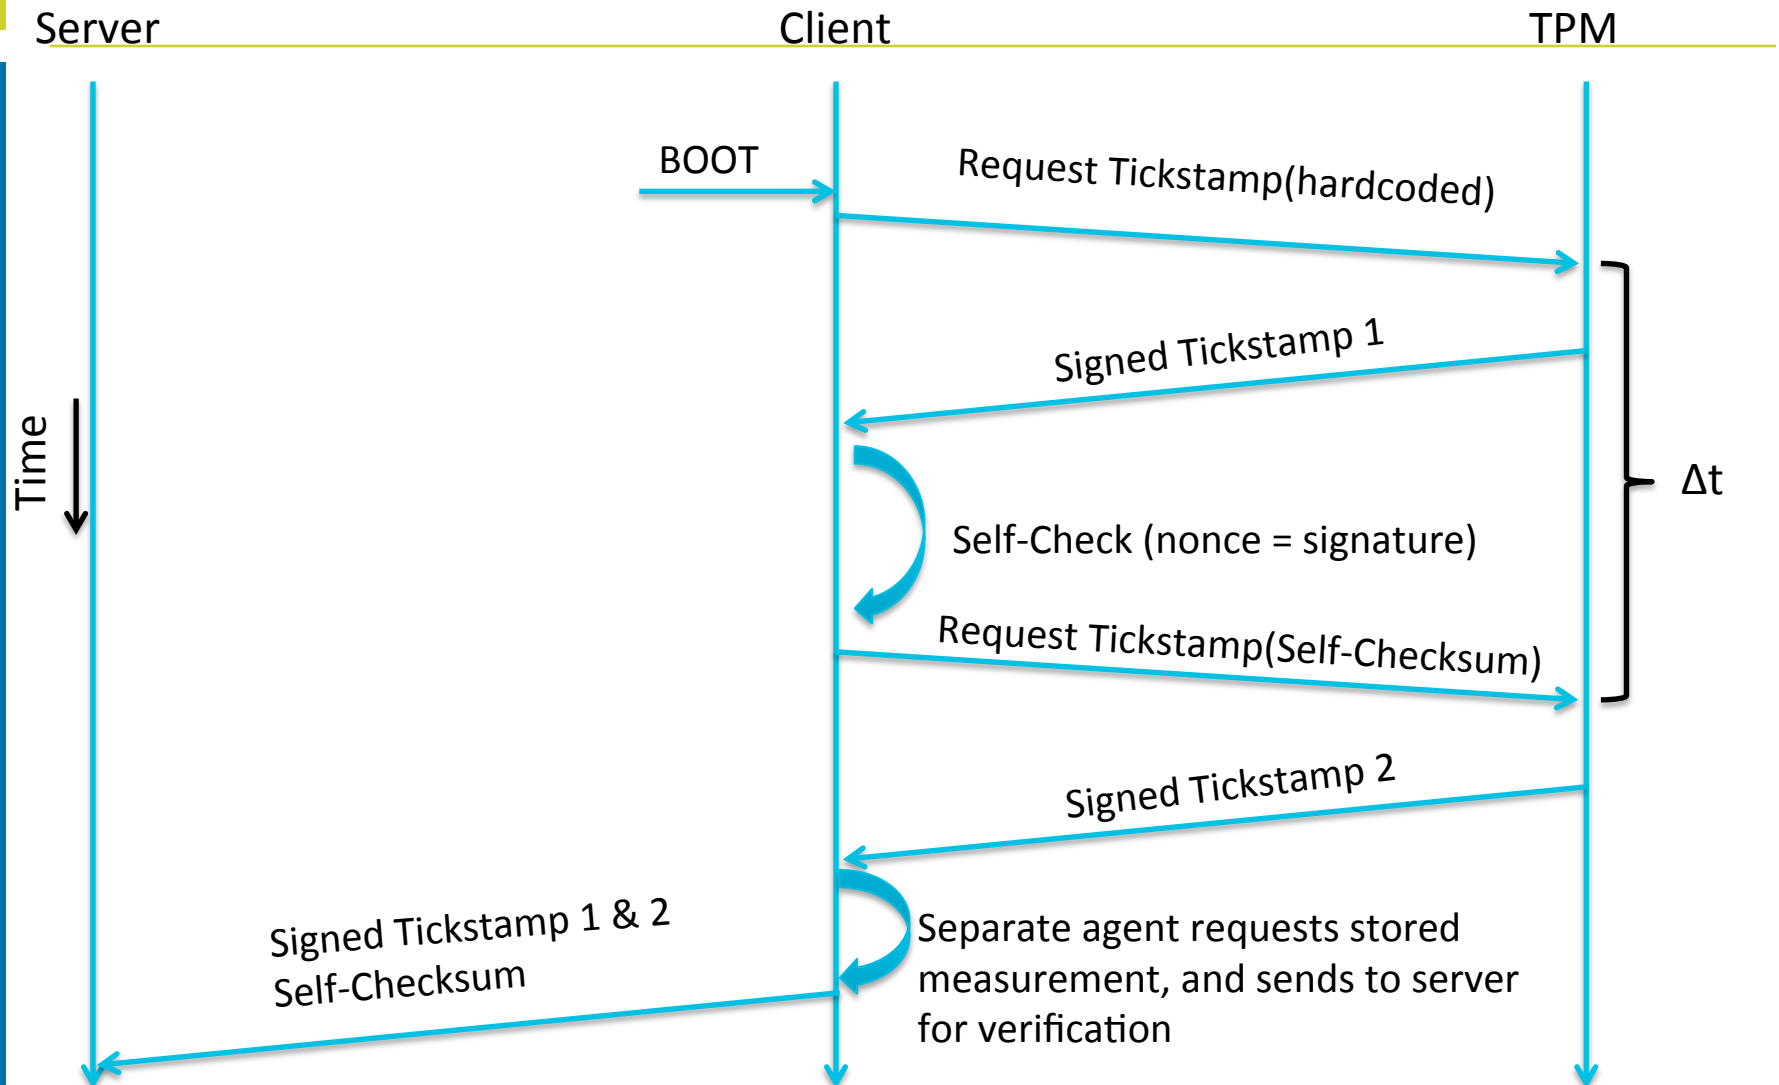 Server
Client
TPM
BOOT
Request Tickstamp(hardcoded)
Signed Tickstamp 1
Time
Δt
Self-Check (nonce = signature)
Request Tickstamp(Self-Checksum)
Signed Tickstamp 2
Signed Tickstamp 1 & 2
Self-Checksum
Separate agent requests stored
measurement, and sends to server
for verification